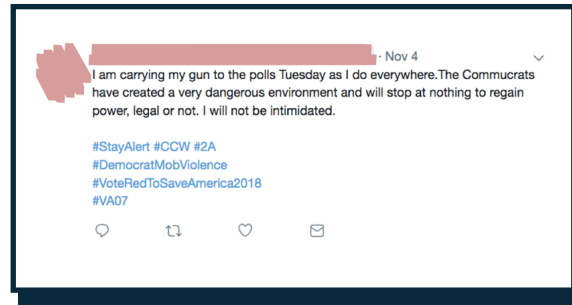 · Nov 4
I am carrying my gun to the polls Tuesday as I do everywhere.The Commucrats
have created a very dangerous environment and will stop at nothing to regain
power, legal or not. I will not be intimidated.
#StayAlert #CCW #2A
#DemocratMobViolence
#VoteRedToSaveAmerica2018
#VA07